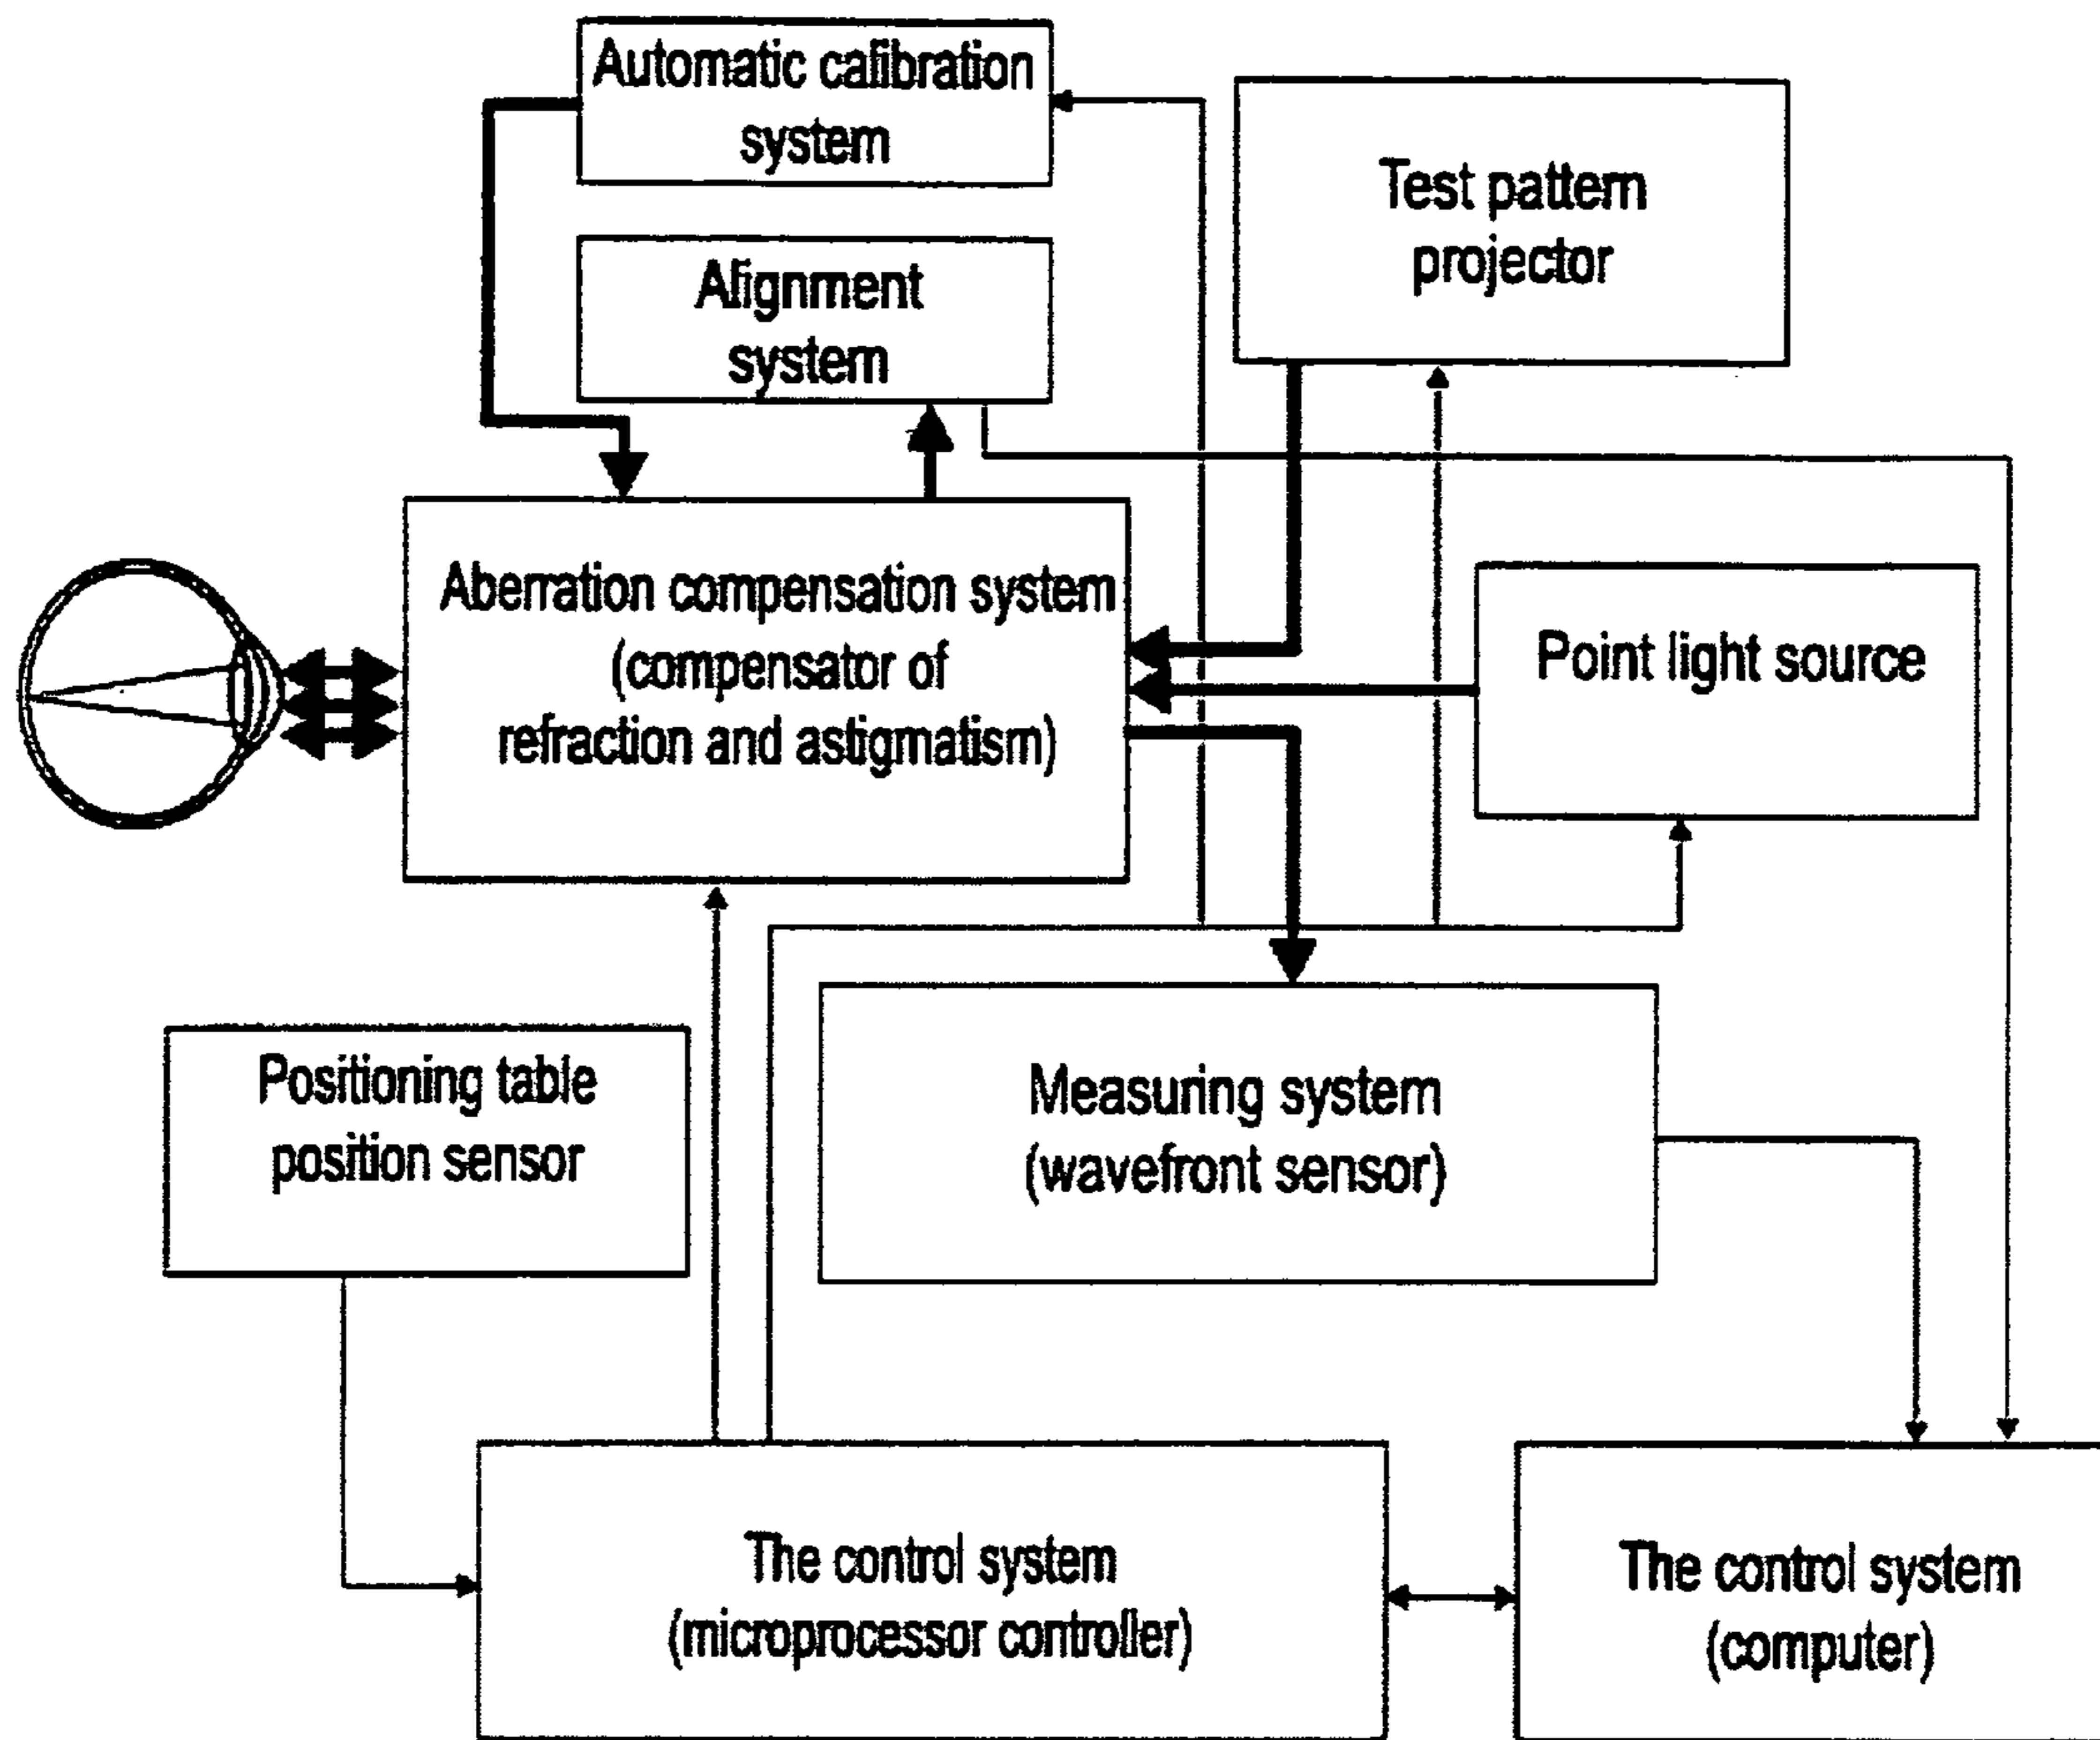 Automatic calibration
system
Test pattern
projector
Alignment
system
Aberration compensation system
(compensator of
refraction and astigmatism)
Point light source
Positioning table
position sensor
Measuring system
(wavefront sensor)
The control system
(microprocessor controller)
The control system
(computer)